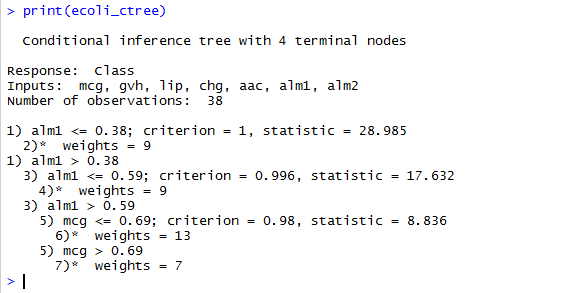 > print(ecoli_ctree)
Conditional inference tree with 4 terminal nodes
Response:  Class
Inputs:  mcg, gvh, lip, chg, aac, alm1, alm2
Number of observations:  38
1) alm1 <= 0.38; criterion = 1, statistic = 28.985
2)*  weights = 9
1) alm1 > 0.38
3) alm1 <= 0.59; criterion = 0.996, statistic = 17.632
4)*  weights = 9
3) alm1 > 0.59
5) mcg <= 0.69; criterion = 0.98, statistic = 8.836
6)*  weights = 13
5) mcg > 0.69
7)*  weights = 7
>